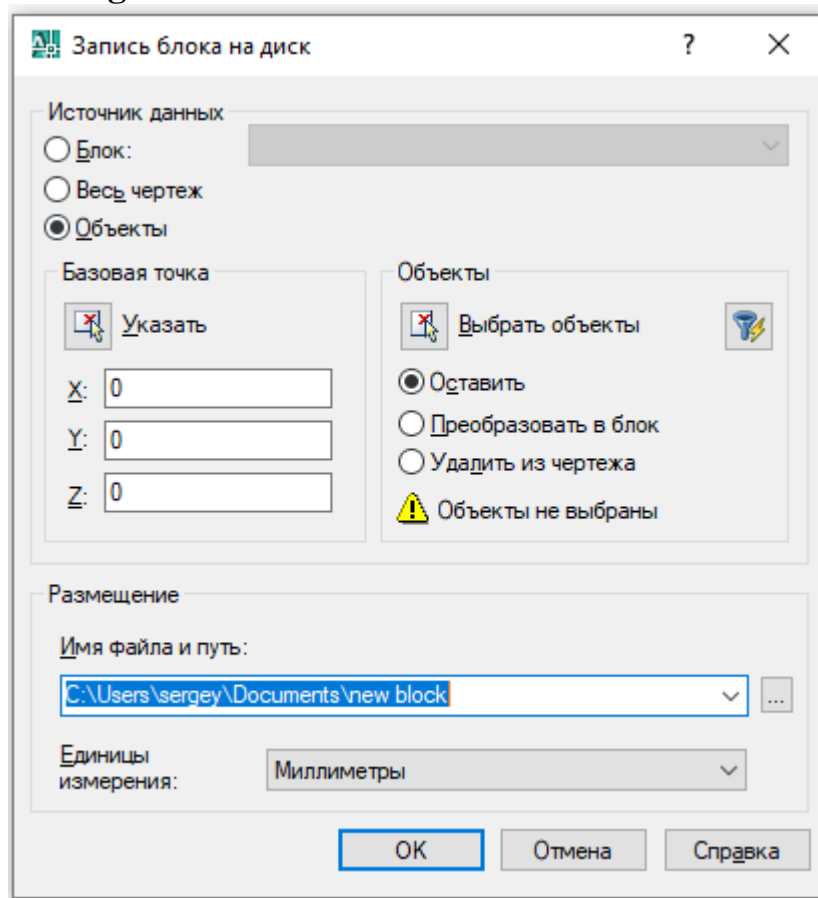 Запись блока на диск
Источник данных
Блок:
Весь чертеж
Объекты
Базовая точка
Указать
X: 0
Y: 0
Z: 0
Объекты
Выбрать объекты
Оставить
Преобразовать в блок
Удалить из чертежа
Объекты не выбраны
Размещение
Имя файла и путь:
C:\Users\sergey\Documents\new block
...
Единицы
измерения:
Миллиметры
OK Отмена Справка